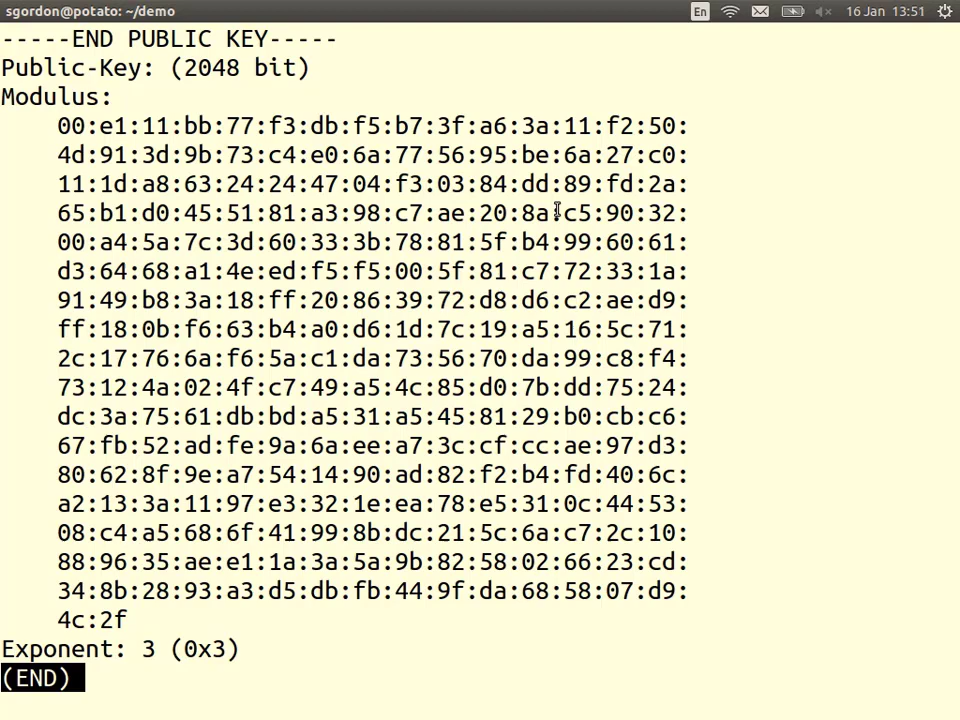 sgordon@potato: ~/demo
En
16 Jan 13:51
-----END PUBLIC KEY-----
Public-Key: (2048 bit)
Modulus:
00:e1:11:bb:77:f3:db:f5:b7:3f:a6:3a:11:f2:50:
4d:91:3d:9b:73:c4:e0:6a:77:56:95:be:6a:27:c0:
11:1d:a8:63:24:24:47:04:f3:03:84:dd:89:fd:2a:
65:b1:d0:45:51:81:a3:98:c7:ae:20:8a:c5:90:32:
00:a4:5a:7c:3d:60:33:3b:78:81:5f:b4:99:60:61:
d3:64:68:a1:4e:ed:f5:f5:00:5f:81:c7:72:33:1a:
91:49:b8:3a:18:ff:20:86:39:72:d8:d6:c2:ae:d9:
ff:18:0b:f6:63:b4:a0:d6:1d:7c:19:a5:16:5c:71:
2c:17:76:6a:f6:5a:c1:da:73:56:70:da:99:c8:f4:
73:12:4a:02:4f:c7:49:a5:4c:85:d0:7b:dd:75:24:
dc:3a:75:61:db:bd:a5:31:a5:45:81:29:b0:cb:c6:
67:fb:52:ad:fe:9a:6a:ee:a7:3c:cf:cc:ae:97:d3:
80:62:8f:9e:a7:54:14:90:ad:82:f2:b4:fd:40:6c:
a2:13:3a:11:97:e3:32:1e:ea:78:e5:31:0c:44:53:
08:c4:a5:68:6f:41:99:8b:dc:21:5c:6a:c7:2c:10:
88:96:35:ae:e1:1a:3a:5a:9b:82:58:02:66:23:cd:
34:8b:28:93:a3:d5:db:fb:44:9f:da:68:58:07:d9:
4c:2f
Exponent: 3 (0x3)
(END)